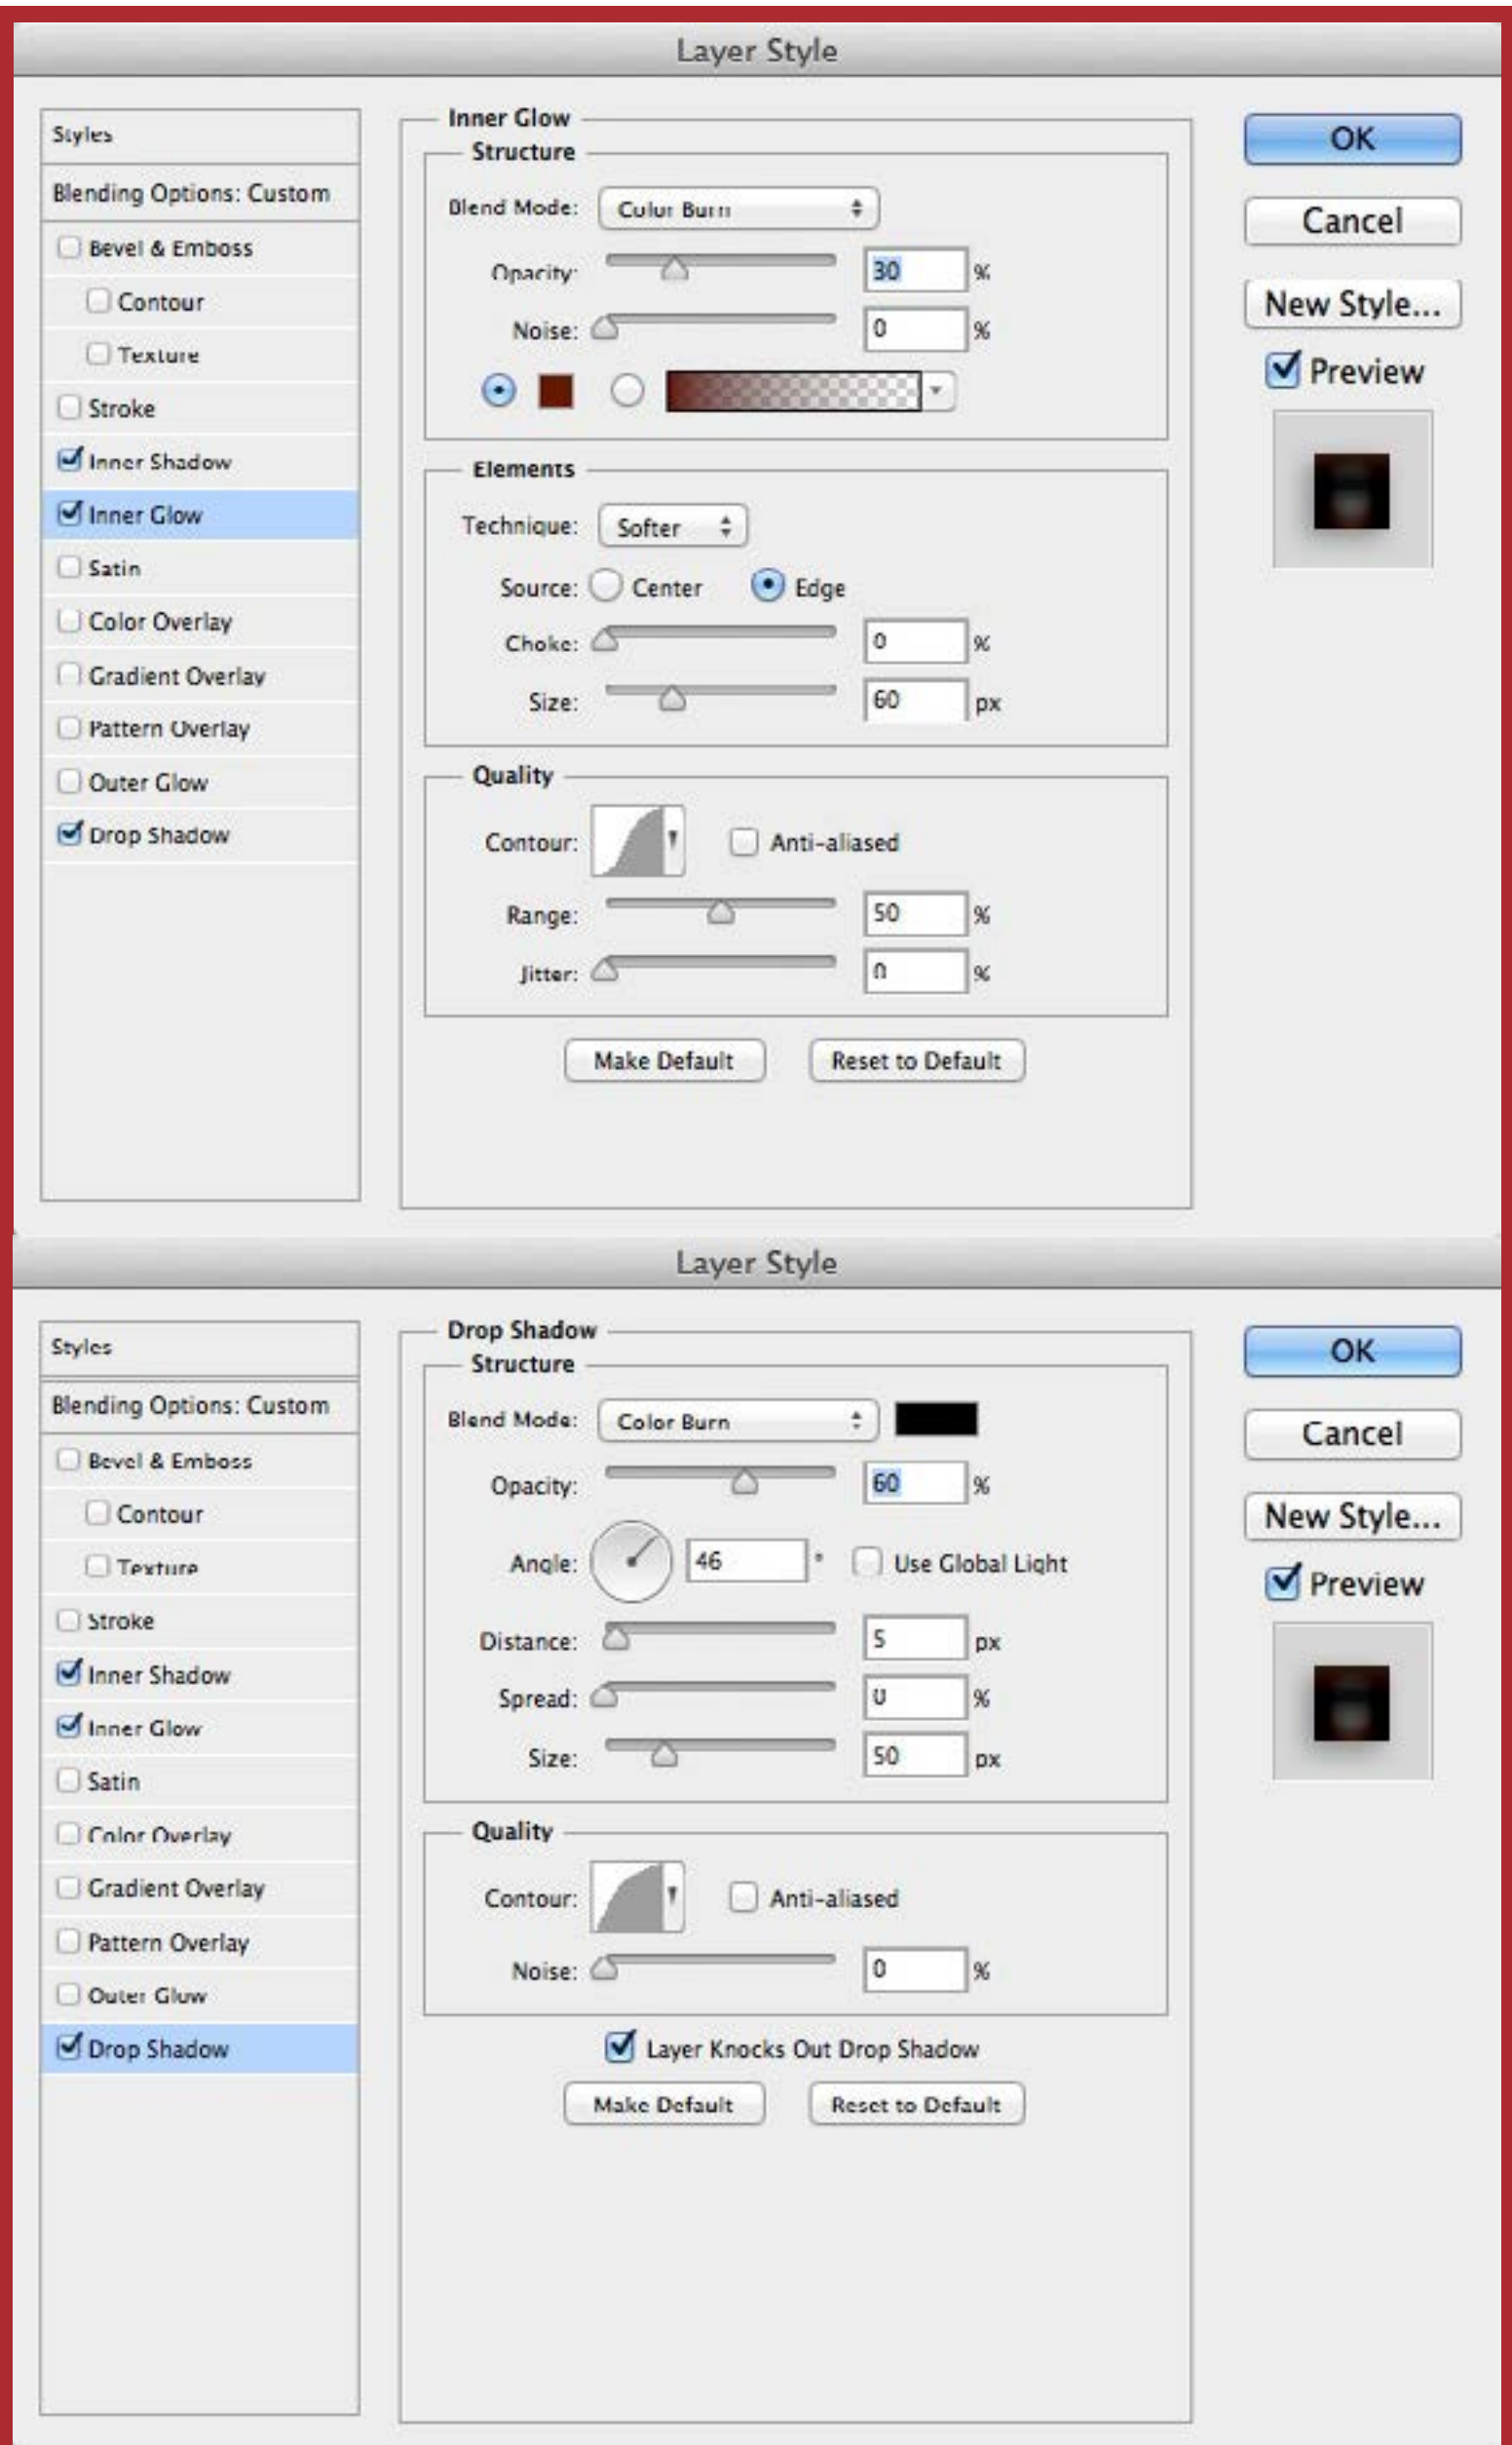 Layer Style
Styles
Blending Options: Custom
Bevel & Emboss
Contour
Texture
Stroke
Inner Shadow
Inner Glow
Satin
Color Overlay
Gradient Overlay
Pattern Overlay
Outer Glow
Drop Shadow
Inner Glow
Structure
Blend Mode: Color Burn
Opacity: 30 %
Noise: 0 %
Elements
Technique: Softer
Source: Center Edge
Choke: 0 %
Size: 60 px
Quality
Contour: Anti-aliased
Range: 50 %
Jitter: 0 %
Make Default Reset to Default
OK
Cancel
New Style...
Preview
Layer Style
Styles
Blending Options: Custom
Bevel & Emboss
Contour
Texture
Stroke
Inner Shadow
Inner Glow
Satin
Color Overlay
Gradient Overlay
Pattern Overlay
Outer Glow
Drop Shadow
Drop Shadow
Structure
Blend Mode: Color Burn
Opacity: 60 %
Angle: 46 ° Use Global Light
Distance: 5 px
Spread: 0 %
Size: 50 px
Quality
Contour: Anti-aliased
Noise: 0 %
Layer Knocks Out Drop Shadow
Make Default Reset to Default
OK
Cancel
New Style...
Preview